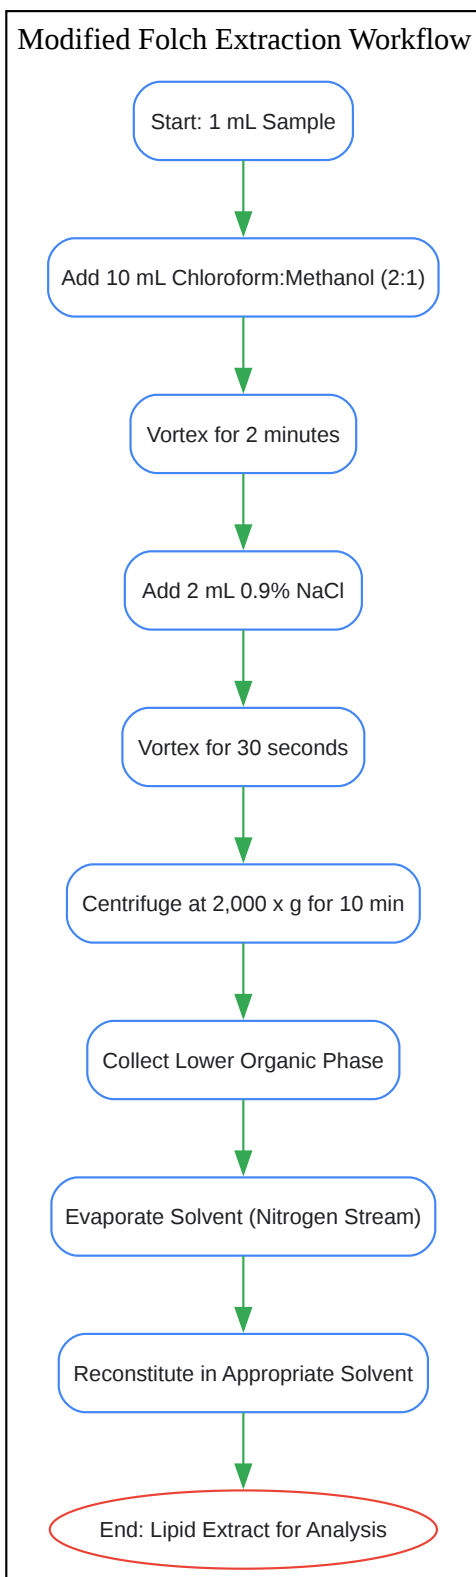 Modified Folch Extraction Workflow
Start: 1 mL Sample
Add 10 mL Chloroform:Methanol (2:1)
Vortex for 2 minutes
Add 2 mL 0.9% NaCl
Vortex for 30 seconds
Centrifuge at 2,000 x g for 10 min
Collect Lower Organic Phase
Evaporate Solvent (Nitrogen Stream)
Reconstitute in Appropriate Solvent
End: Lipid Extract for Analysis